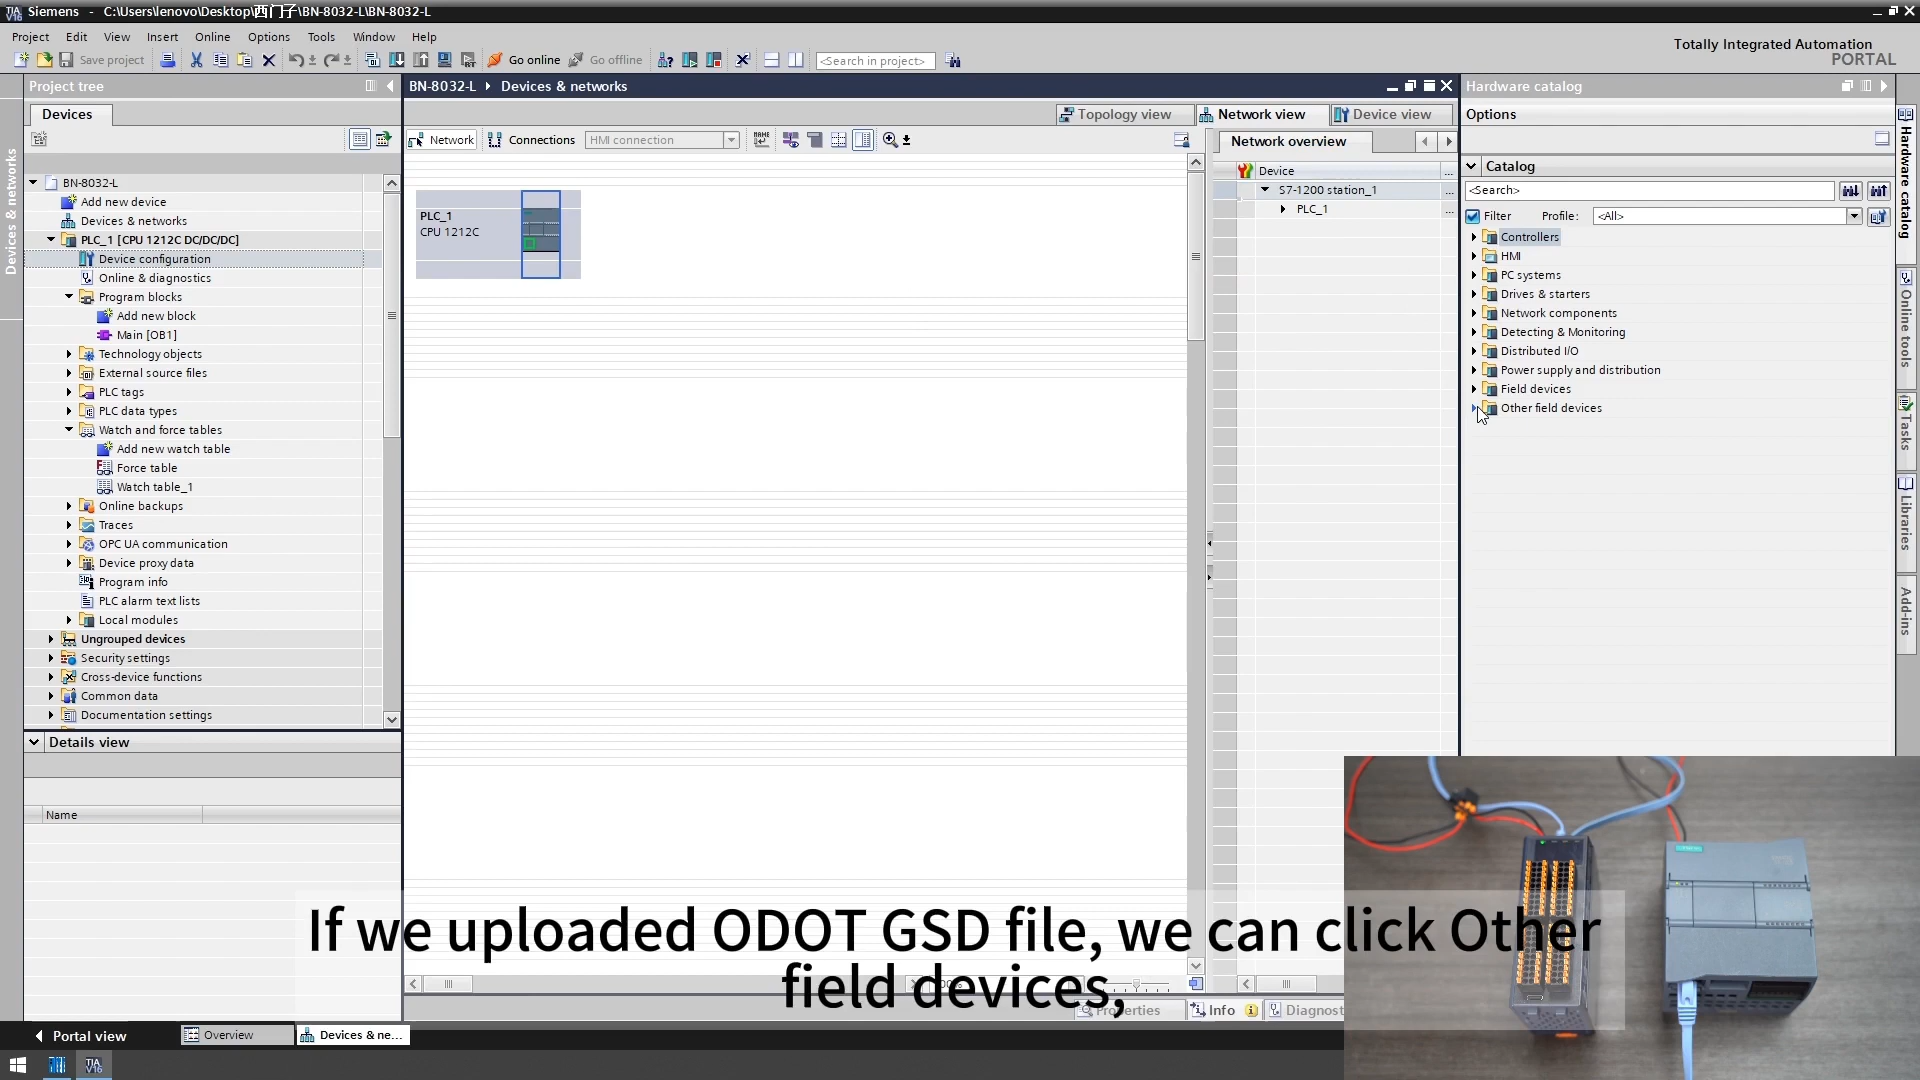 Siemens - C:\Users\lenovo\Desktop\西门子\BN-8032-L\BN-8032-L
Project Edit View Insert Online Options Tools Window Help
Totally Integrated Automation
PORTAL
Save project
Go online
Go offline
<Search in project>
Project tree
BN-8032-L
Devices & networks
Hardware catalog
Devices
Topology view
Network view
Device view
Options
Network
Connections
HMI connection
Network overview
Catalog
Device
...
<Search>
Filter
Profile:
<All>
BN-8032-L
Add new device
Devices & networks
PLC_1 [CPU 1212C DC/DC/DC]
Device configuration
Online & diagnostics
Program blocks
Add new block
Main [OB1]
Technology objects
External source files
PLC tags
PLC data types
Watch and force tables
Add new watch table
Force table
Watch table_1
Online backups
Traces
OPC UA communication
Device proxy data
Program info
PLC alarm text lists
Local modules
Ungrouped devices
Security settings
Cross-device functions
Common data
Documentation settings
Details view
Name
PLC_1
CPU 1212C
S7-1200 station_1
...
PLC_1
...
Controllers
HMI
PC systems
Drives & starters
Network components
Detecting & Monitoring
Distributed I/O
Power supply and distribution
Field devices
Other field devices
Devices & networks
Hardware catalog
Online tools
Tasks
Libraries
Add-ins
If we uploaded ODOT GSD file, we can click Other
field devices,
Properties
Info
Diagnost
Portal view
Overview
Devices & ne...
TIA
V16